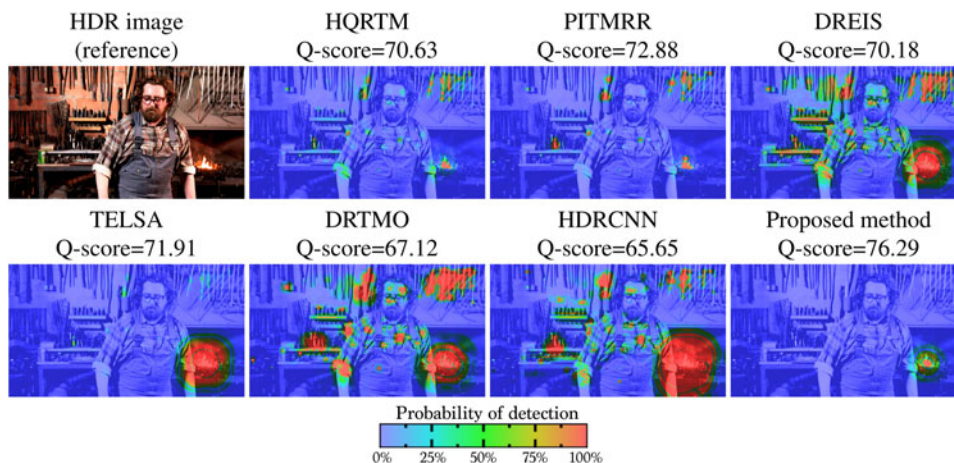 HDR image
(reference)
HQRTM
Q-score=70.63
PITMRR
Q-score=72.88
DREIS
Q-score=70.18
TELSA
Q-score=71.91
DRTMO
Q-score=67.12
HDRCNN
Q-score=65.65
Proposed method
Q-score=76.29
Probability of detection
0% 25% 50% 75% 100%